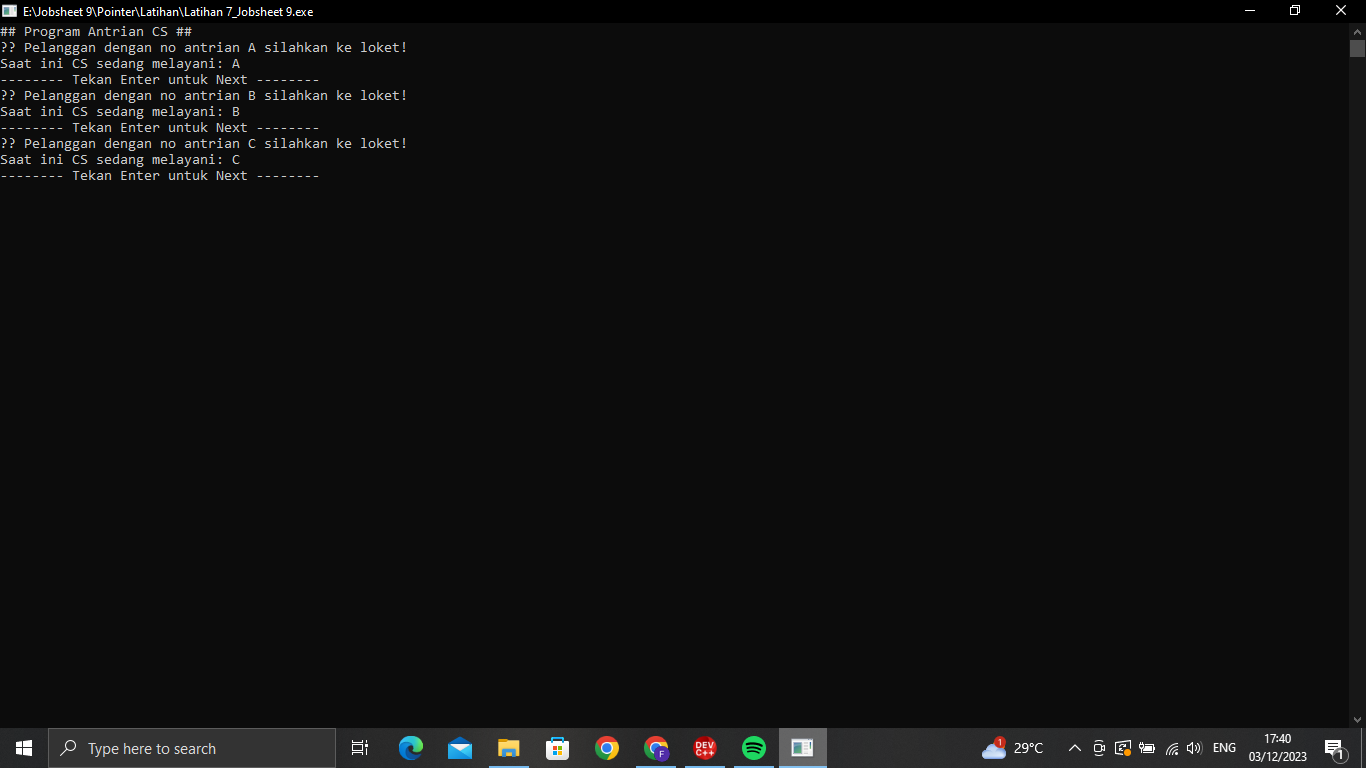 E:\Jobsheet 9\Pointer\Latihan\Latihan 7_Jobsheet 9.exe
## Program Antrian CS ##
?? Pelanggan dengan no antrian A silahkan ke loket!
Saat ini CS sedang melayani: A
-------- Tekan Enter untuk Next --------
?? Pelanggan dengan no antrian B silahkan ke loket!
Saat ini CS sedang melayani: B
-------- Tekan Enter untuk Next --------
?? Pelanggan dengan no antrian C silahkan ke loket!
Saat ini CS sedang melayani: C
-------- Tekan Enter untuk Next --------
Type here to search
F
DEV
C++
1
29°C
ENG
17:40
03/12/2023
1